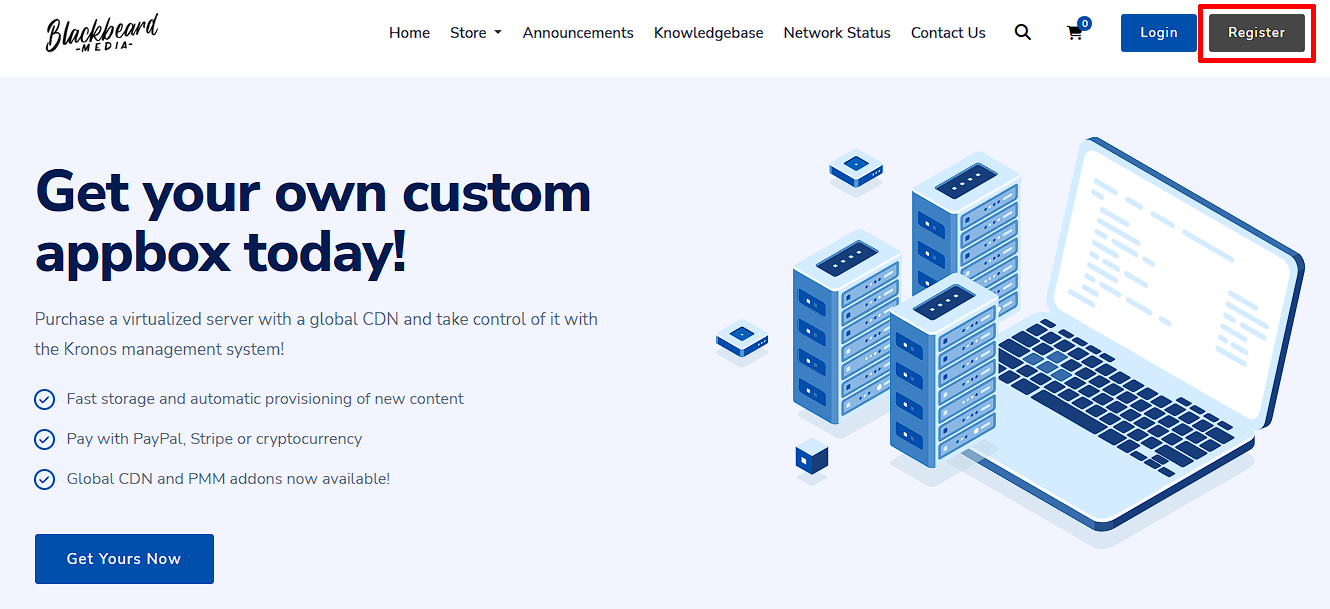 Blackbeard
-MEDIA-
Home Store Announcements Knowledgebase Network Status Contact Us 0 Login Register
Get your own custom
appbox today!
Purchase a virtualized server with a global CDN and take control of it with
the Kronos management system!
Fast storage and automatic provisioning of new content
Pay with PayPal, Stripe or cryptocurrency
Global CDN and PMM addons now available!
Get Yours Now